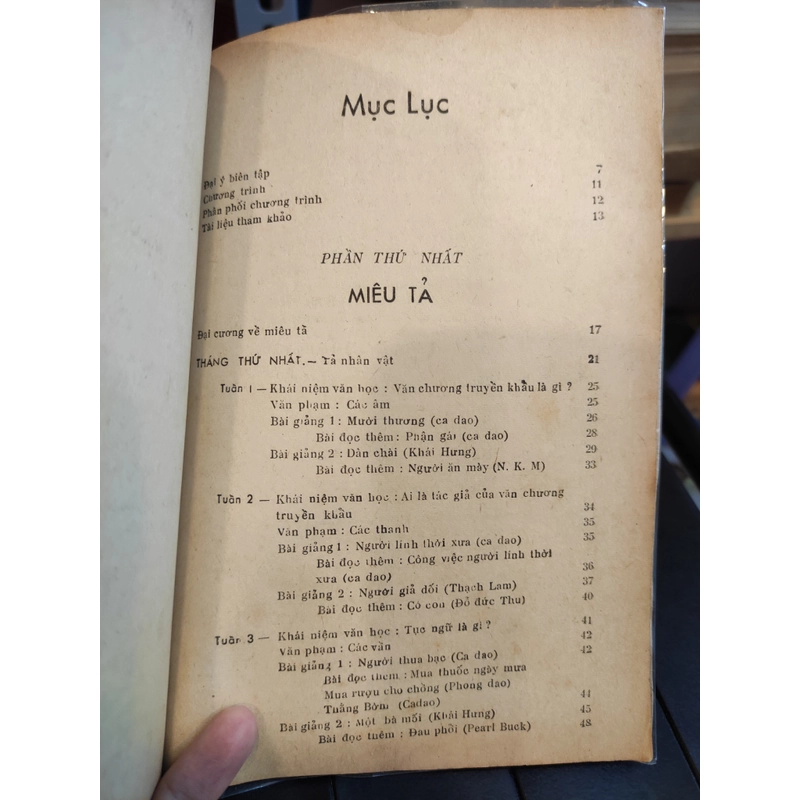 Mục Lục
Đại ý biên tập 7
Chương trình 11
Phân phối chương trình 12
Tài liệu tham khảo 13
PHẦN THỨ NHẤT
MIÊU TẢ
Đại cương về miêu tả 17
THÁNG THỨ NHẤT. — Tả nhân vật 21
Tuần 1 — Khái niệm văn học : Văn chương truyền khẩu là gì ? 25
Văn phạm : Các âm 25
Bài giảng 1 : Mười thương (ca dao) 26
Bài đọc thêm : Phận gái (ca dao) 28
Bài giảng 2 : Dân chài (Khái Hưng) 29
Bài đọc thêm : Người ăn mày (N. K. M) 33
Tuần 2 — Khái niệm văn học : Ai là tác giả của văn chương
truyền khẩu 34
Văn phạm : Các thanh 35
Bài giảng 1 : Người lính thời xưa (ca dao) 35
Bài đọc thêm : Công việc người lính thời
xưa (ca dao) 36
Bài giảng 2 : Người giả dối (Thạch Lam) 37
Bài đọc thêm : Cô con (Đỗ đức Thu) 40
Tuần 3 — Khái niệm văn học : Tục ngữ là gì ? 41
Văn phạm : Các vần 42
Bài giảng 1 : Người thua bạc (Ca dao) 42
Bài đọc thêm : Mua thuốc ngày mưa
Mua rượu cho chồng (Phong dao)
Tuằng Bờm (Cadao) 44
Bài giảng 2 : Một bà mối (Khái Hưng) 45
Bài đọc thêm : Đau phổi (Pearl Buck) 48